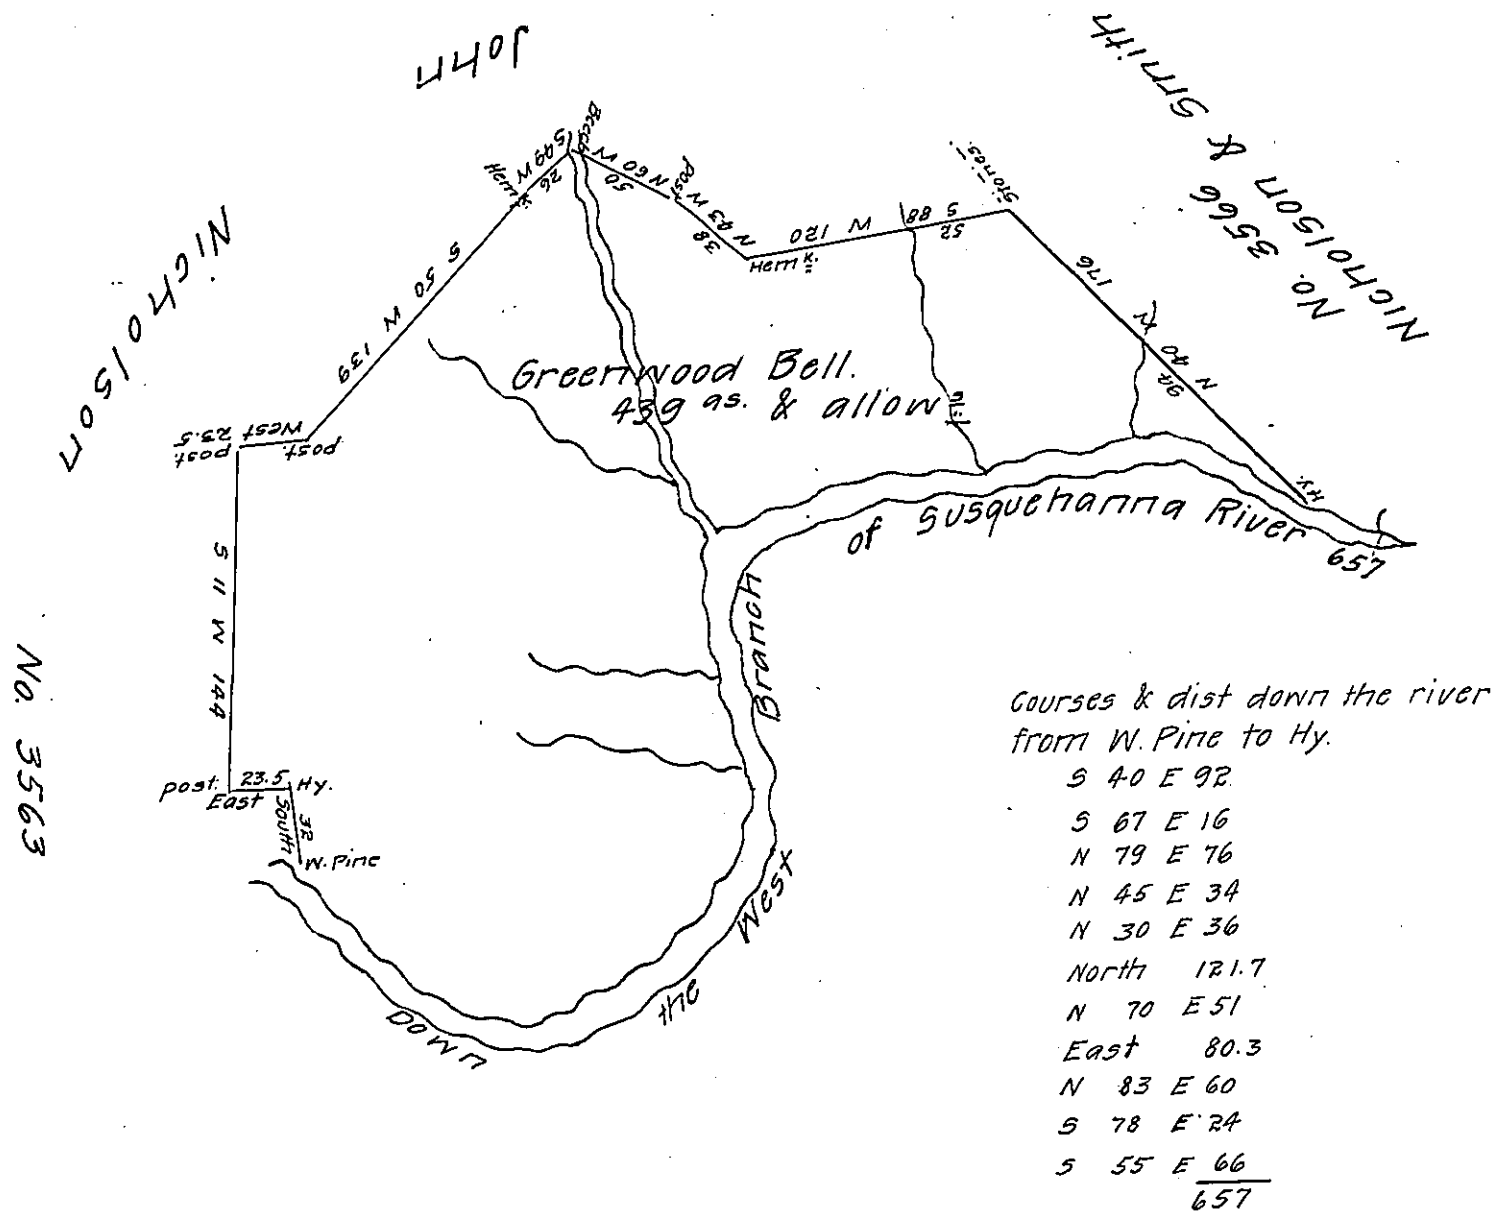 John
Nicholson
No. 3563
Nicholson & Smith
No. 3566
Beech
S 49 W
26
Hem k.
N 60 W
50
post
N 43 W
38
Hem k.
S 88 W 120
52
Stones.
176
N 40 W
94
Hy.
S 50 W 139
post.
West 23.5
post
S 11 W 144
post.
23.5
East
Hy.
South
32
W. Pine
Greenwood Bell.
439 as. & allow
Down the West Branch of Susquehanna River 657
Courses & dist down the river
from W. Pine to Hy.
S 40 E 92
S 67 E 16
N 79 E 76
N 45 E 34
N 30 E 36
North 121.7
N 70 E 51
East 80.3
N 83 E 60
S 78 E 24
S 55 E 66
657